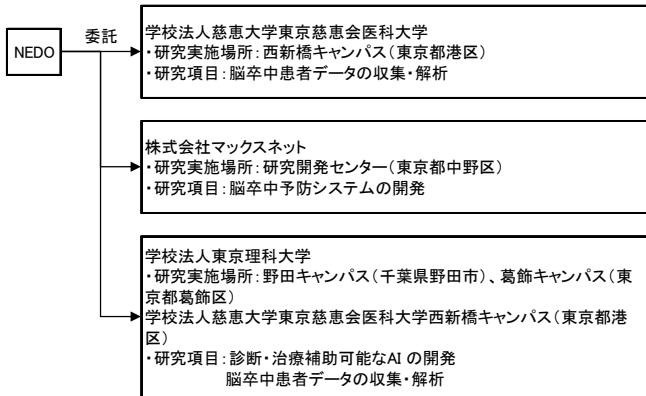 NEDO
委託
学校法人慈恵大学東京慈恵会医科大学
・研究実施場所：西新橋キャンパス（東京都港区）
・研究項目：脳卒中患者データの収集・解析
株式会社マックスネット
・研究実施場所：研究開発センター（東京都中野区）
・研究項目：脳卒中予防システムの開発
学校法人東京理科大学
・研究実施場所：野田キャンパス（千葉県野田市）、葛飾キャンパス（東
京都葛飾区）
学校法人慈恵大学東京慈恵会医科大学西新橋キャンパス（東京都港
区）
・研究項目：診断・治療補助可能なAI の開発
脳卒中患者データの収集・解析